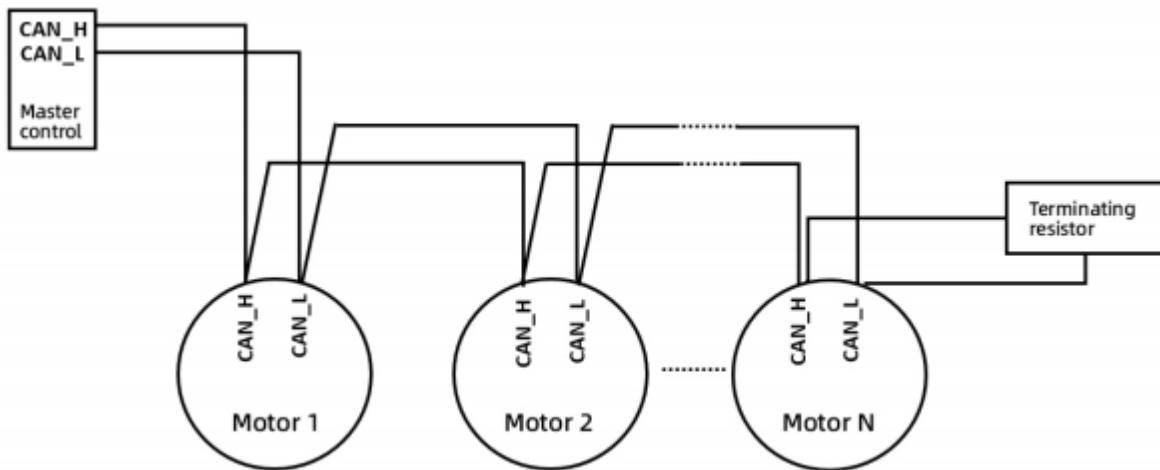 CAN_H
CAN_L
Master
control
Terminating
resistor
CAN_H
CAN_L
CAN_H
CAN_L
CAN_H
CAN_L
Motor 1
Motor 2
Motor N